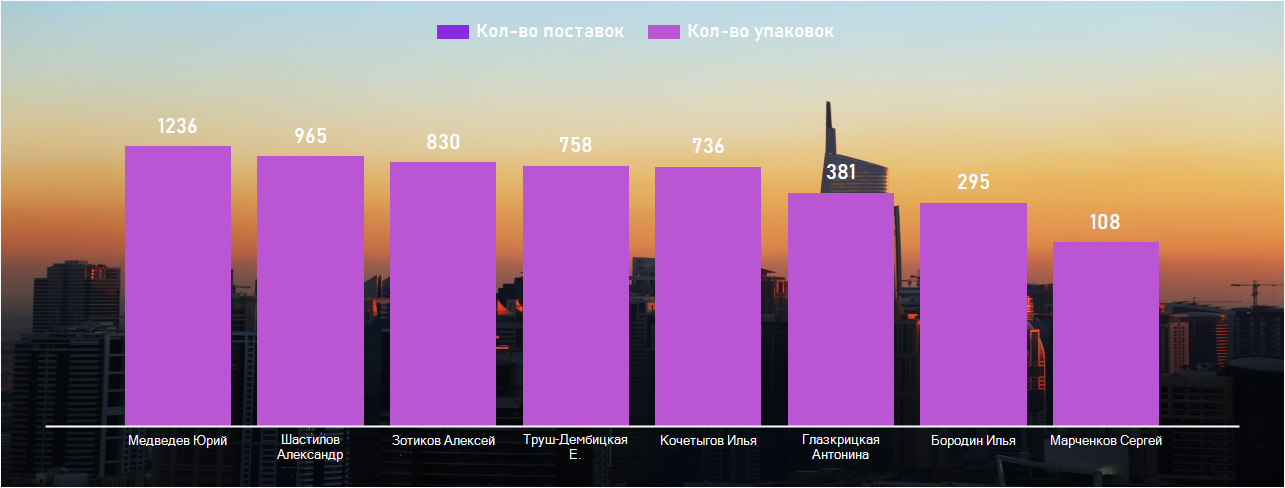 Кол-во поставок Кол-во упаковок
1236 965 830 758 736 381 295 108
Медведев Юрий Шастилов Александр Зотиков Алексей Труш-Дембицкая Е. Кочетыгов Илья Глазкрицкая Антонина Бородин Илья Марченков Сергей